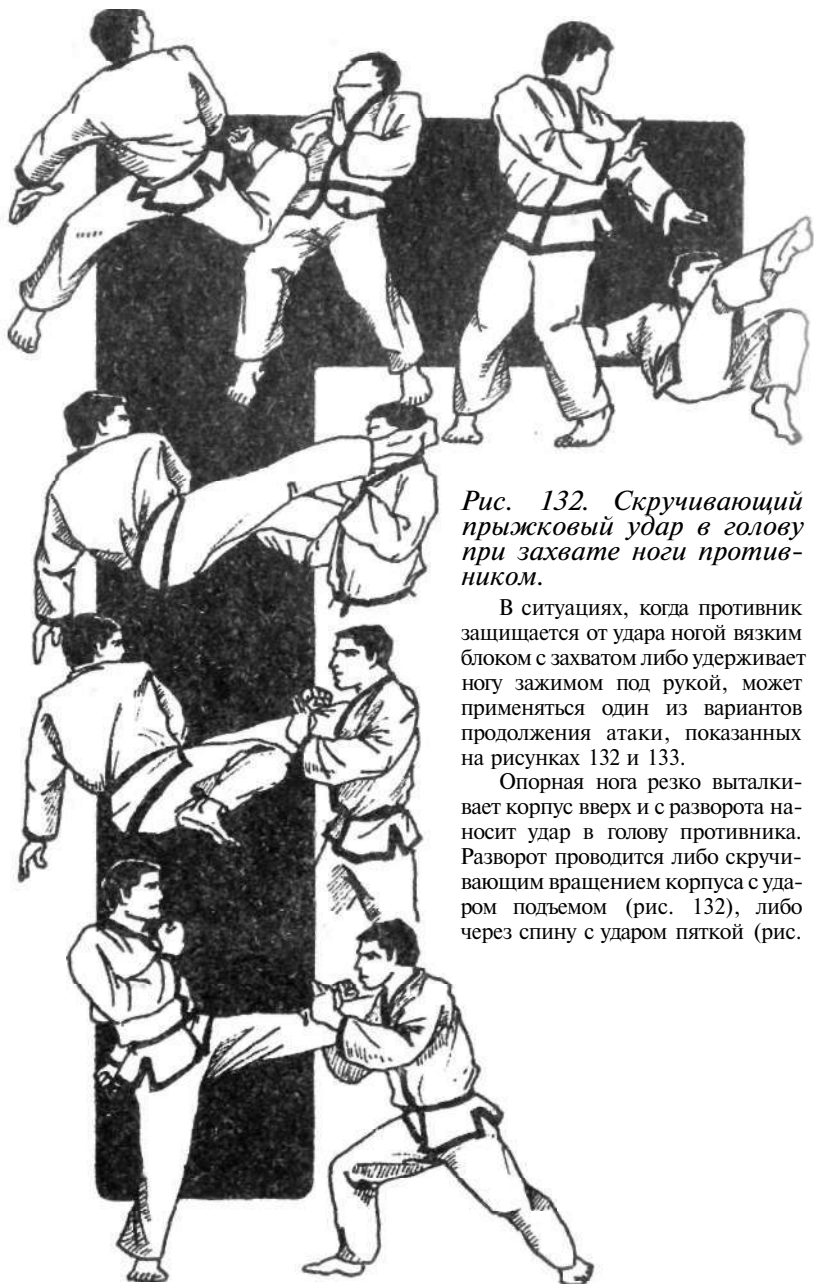 Рис. 132. Скручивающий
прыжковый удар в голову
при захвате ноги против-
ником.
В ситуациях, когда противник
защищается от удара ногой вязким
блоком с захватом либо удерживает
ногу зажимом под рукой, может
применяться один из вариантов
продолжения атаки, показанных
на рисунках 132 и 133.
Опорная нога резко выталки-
вает корпус вверх и с разворота на-
носит удар в голову противника.
Разворот проводится либо скручи-
вающим вращением корпуса с уда-
ром подъемом (рис. 132), либо
через спину с ударом пяткой (рис.